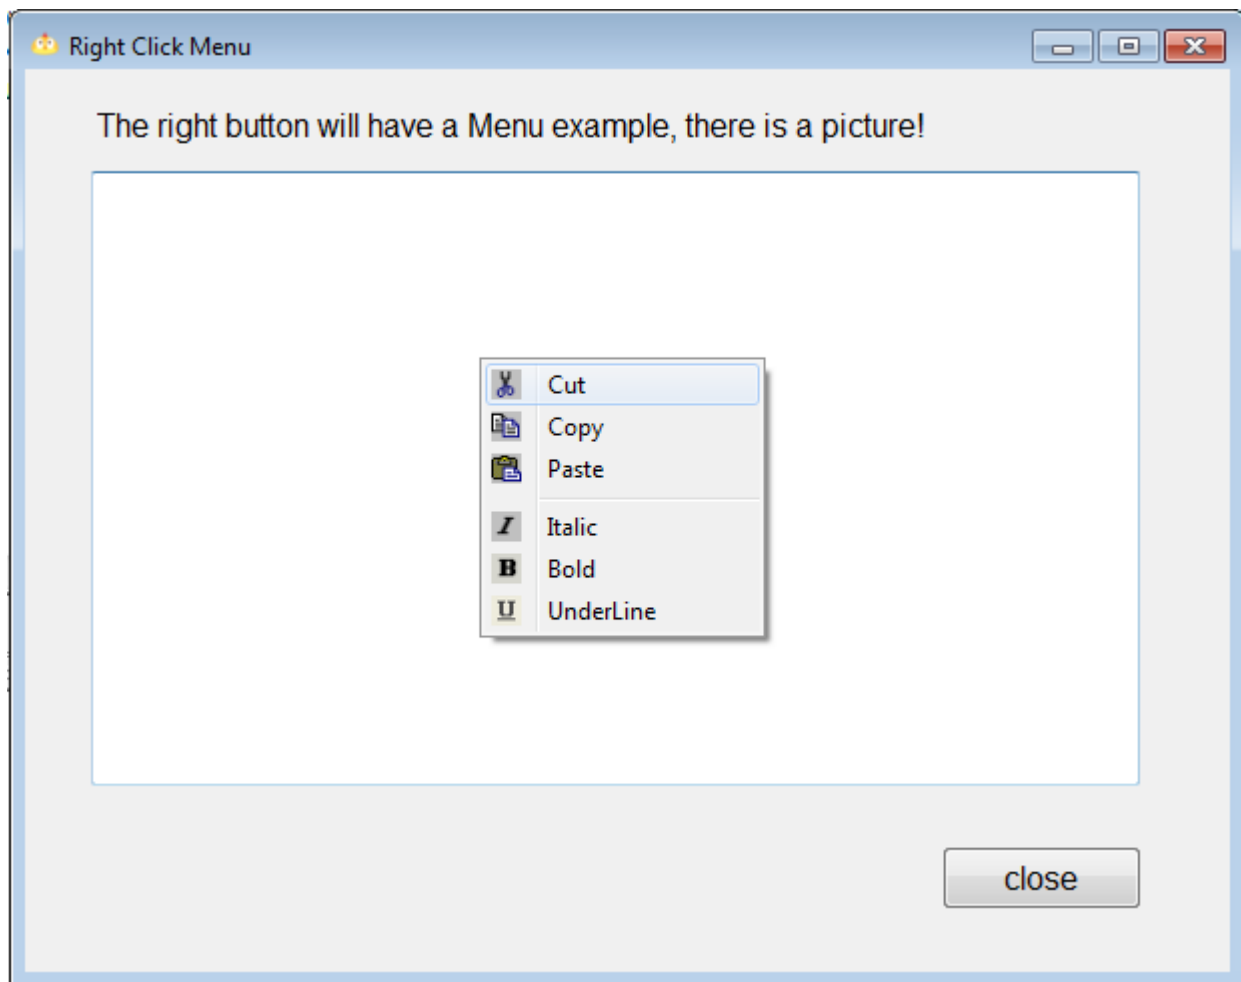 Right Click Menu
The right button will have a Menu example, there is a picture!
Cut
Copy
Paste
I Italic
B Bold
U UnderLine
close